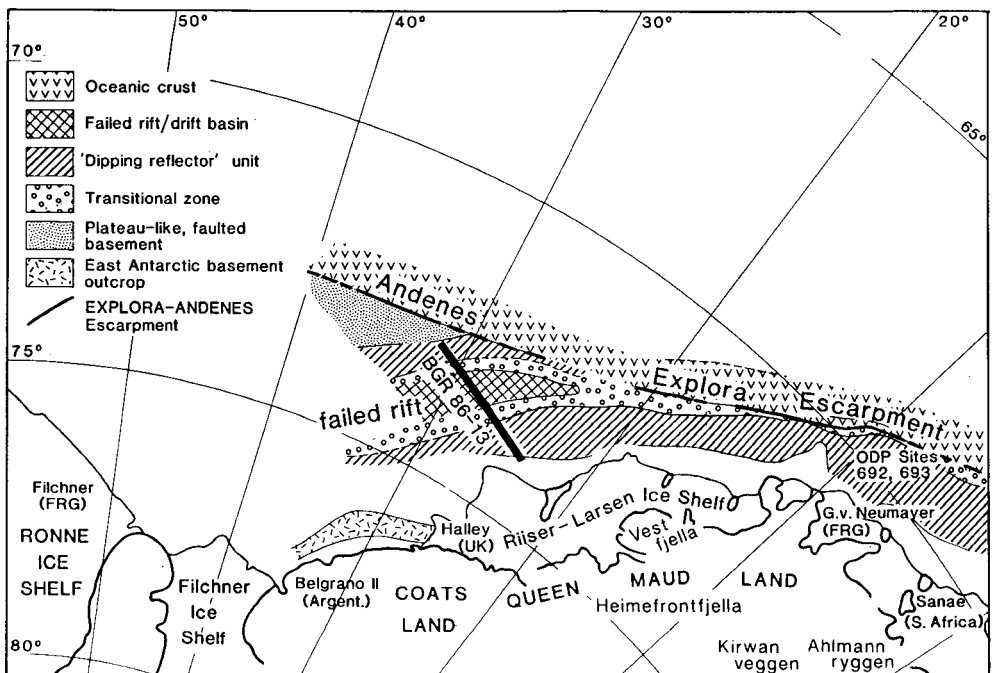 50°
40°
30°
20°
70°
65°
75°
80°
Oceanic crust
Failed rift/drift basin
'Dipping reflector' unit
Transitional zone
Plateau-like, faulted
basement
East Antarctic basement
outcrop
EXPLORA-ANDENES
Escarpment
Andenes
Explora Escarpment
BGR 86-13
failed rift
ODP Sites
692, 693
Filchner
(FRG)
RONNE
ICE
SHELF
Filchner
Ice
Shelf
Belgrano II
(Argent.)
Halley
(UK)
Riiser-Larsen Ice Shelf
Vest
fjella
G.v. Neumayer
(FRG)
COATS
LAND
QUEEN MAUD LAND
Heimefrontfjella
Sanae
(S. Africa)
Kirwan
veggen
Ahlmann
ryggen